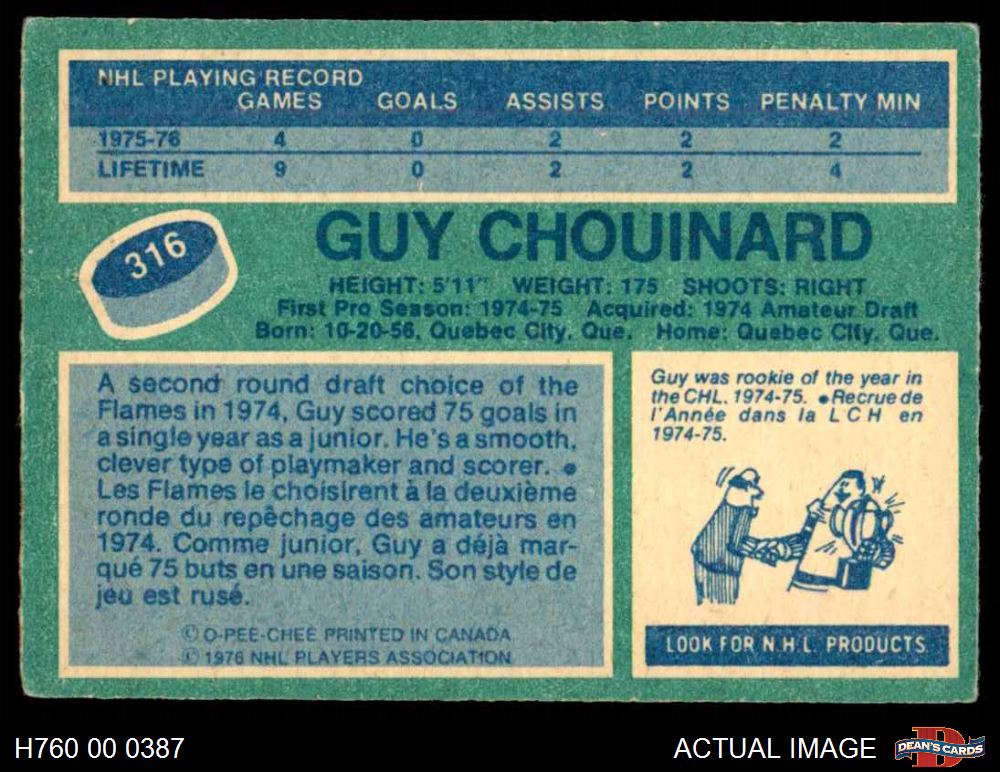 NHL PLAYING RECORD
GAMES GOALS ASSISTS POINTS PENALTY MIN
1975-76 4 0 2 2 2
LIFETIME 9 0 2 2 4
316
GUY CHOUINARD
HEIGHT: 5'11" WEIGHT: 175 SHOOTS: RIGHT
First Pro Season: 1974-75 Acquired: 1974 Amateur Draft
Born: 10-20-56, Quebec City, Que. Home: Quebec City, Que.
A second round draft choice of the
Flames in 1974, Guy scored 75 goals in
a single year as a junior. He's a smooth,
clever type of playmaker and scorer. ●
Les Flames le choisirent à la deuxième
ronde du repêchage des amateurs en
1974. Comme junior, Guy a déjà mar-
qué 75 buts en une saison. Son style de
jeu est rusé.
© O-PEE-CHEE PRINTED IN CANADA
© 1976 NHL PLAYERS ASSOCIATION
Guy was rookie of the year in
the CHL, 1974-75. ● Recrue de
l'Année dans la L C H en
1974-75.
LOOK FOR N.H.L. PRODUCTS
H760 00 0387
ACTUAL IMAGE
D
DEAN'S CARDS